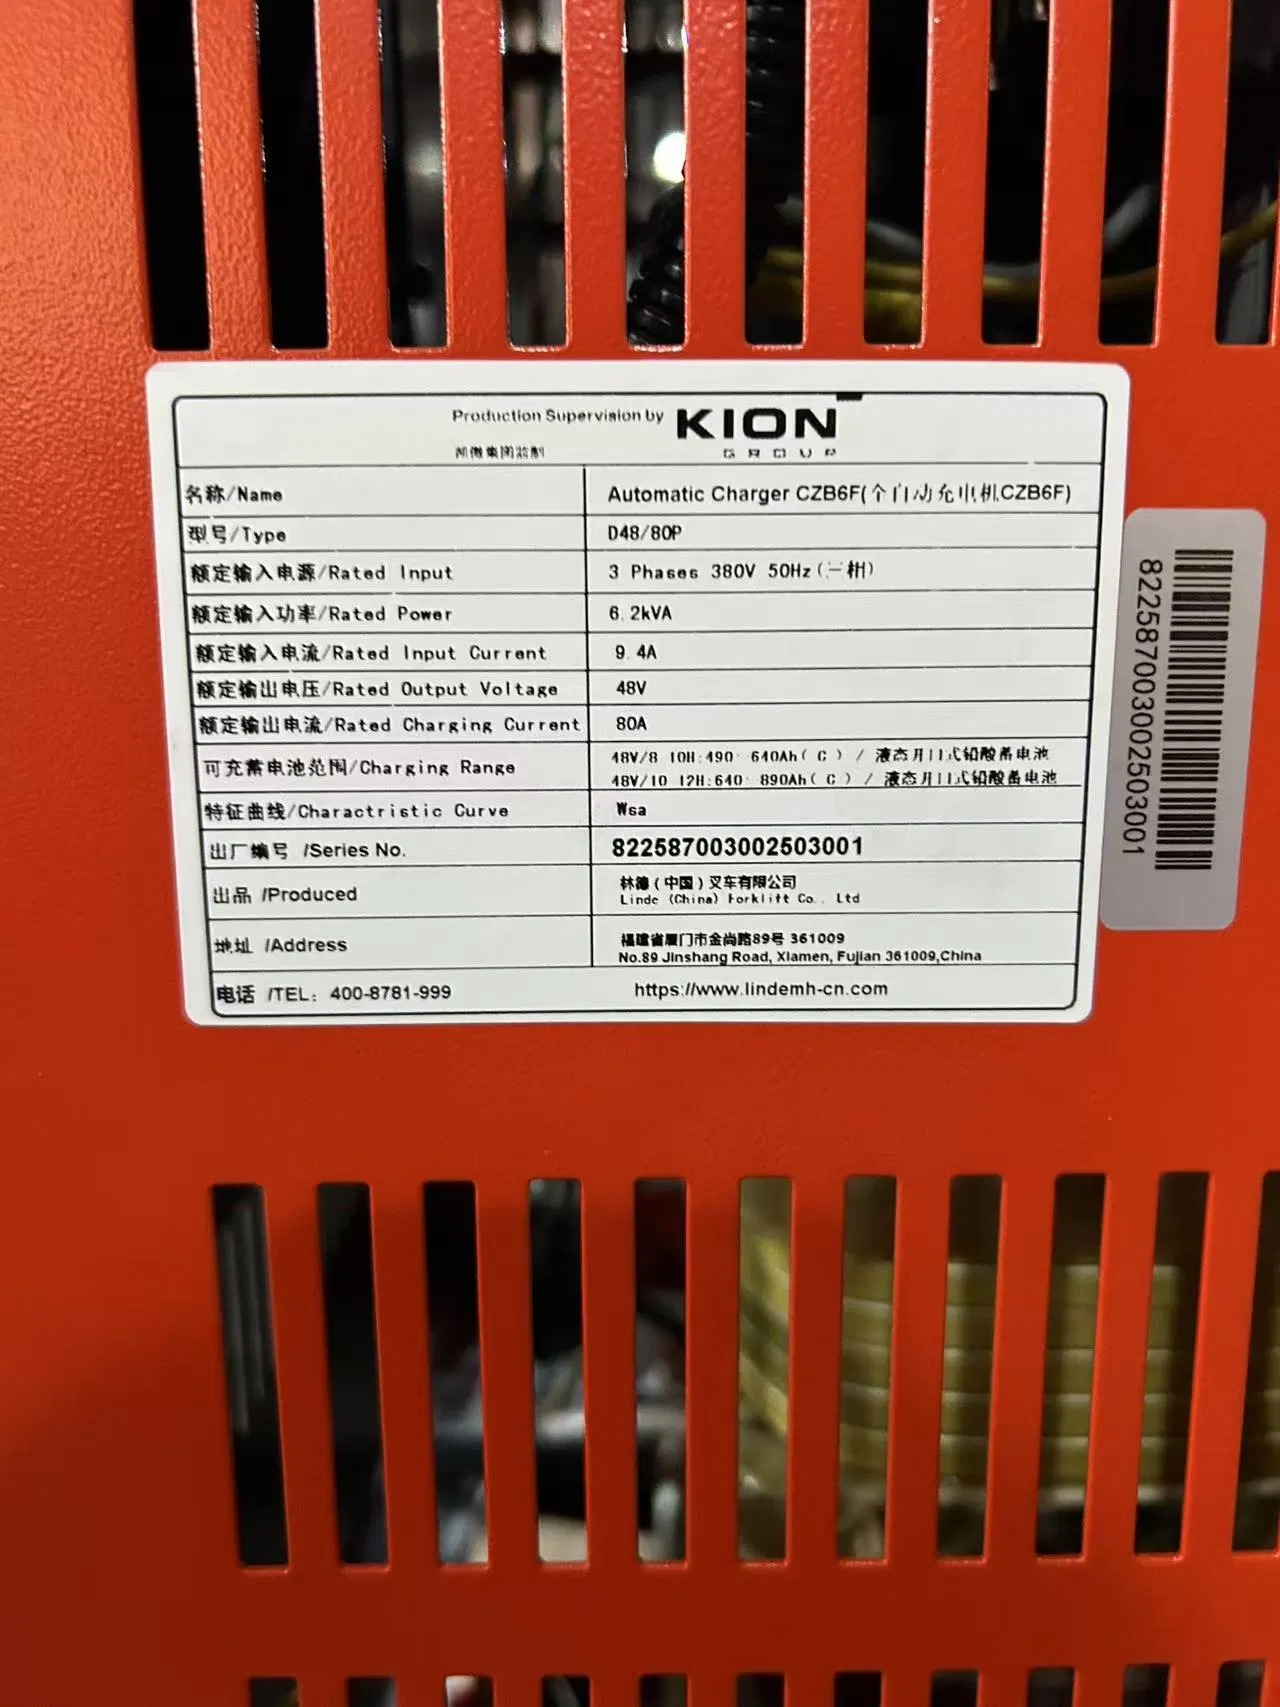 Production Supervision by KION
凯傲集团监制 GROUP
名称/Name Automatic Charger CZB6F(全自动充电机CZB6F)
型号/Type D48/80P
额定输入电源/Rated Input 3 Phases 380V 50Hz(三相)
额定输入功率/Rated Power 6.2kVA
额定输入电流/Rated Input Current 9.4A
额定输出电压/Rated Output Voltage 48V
额定输出电流/Rated Charging Current 80A
可充蓄电池范围/Charging Range 48V/8 10H:490 640Ah( C ) / 液态开口式铅酸蓄电池
48V/10 12H:640 890Ah( C ) / 液态开口式铅酸蓄电池
特征曲线/Charactristic Curve Wsa
出厂编号 /Series No. 822587003002503001
出品 /Produced 林德(中国)叉车有限公司
Linde (China) Forklift Co., Ltd
地址 /Address 福建省厦门市金尚路89号 361009
No.89 Jinshang Road, Xiamen, Fujian 361009,China
电话 /TEL: 400-8781-999 https://www.lindemh-cn.com
822587003002503001